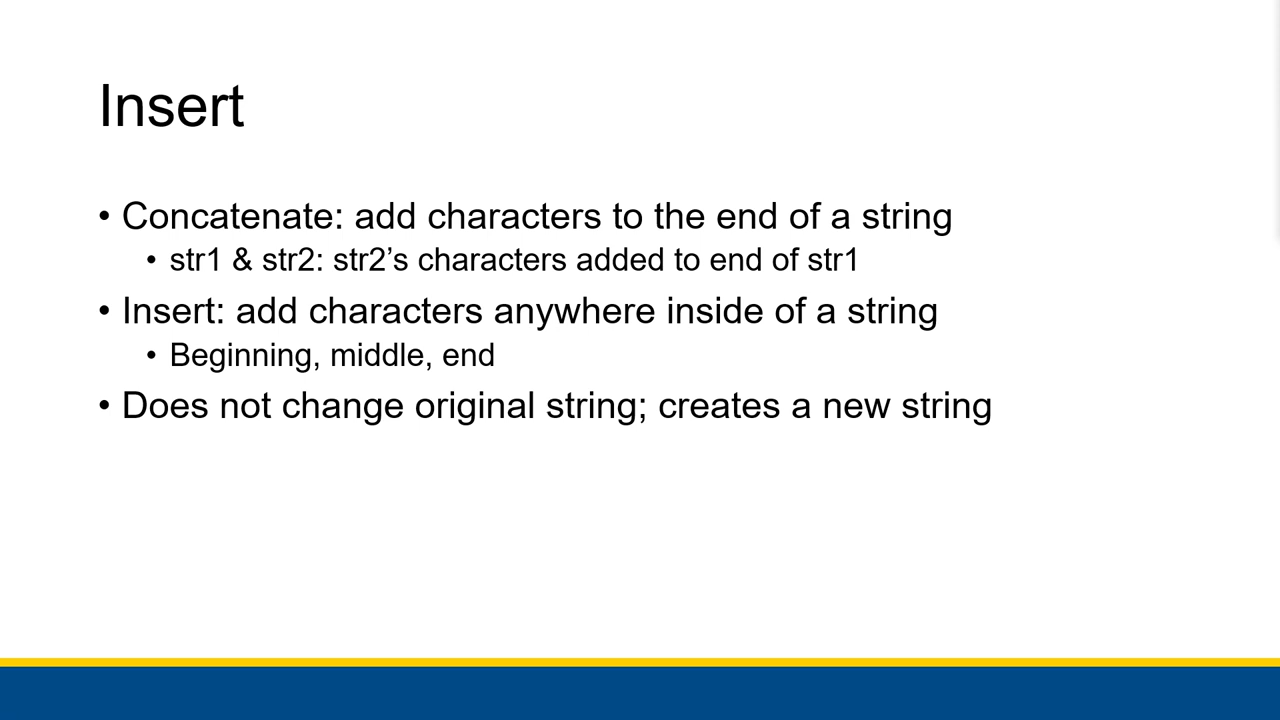 Insert
• Concatenate: add characters to the end of a string
• str1 & str2: str2’s characters added to end of str1
• Insert: add characters anywhere inside of a string
• Beginning, middle, end
• Does not change original string; creates a new string